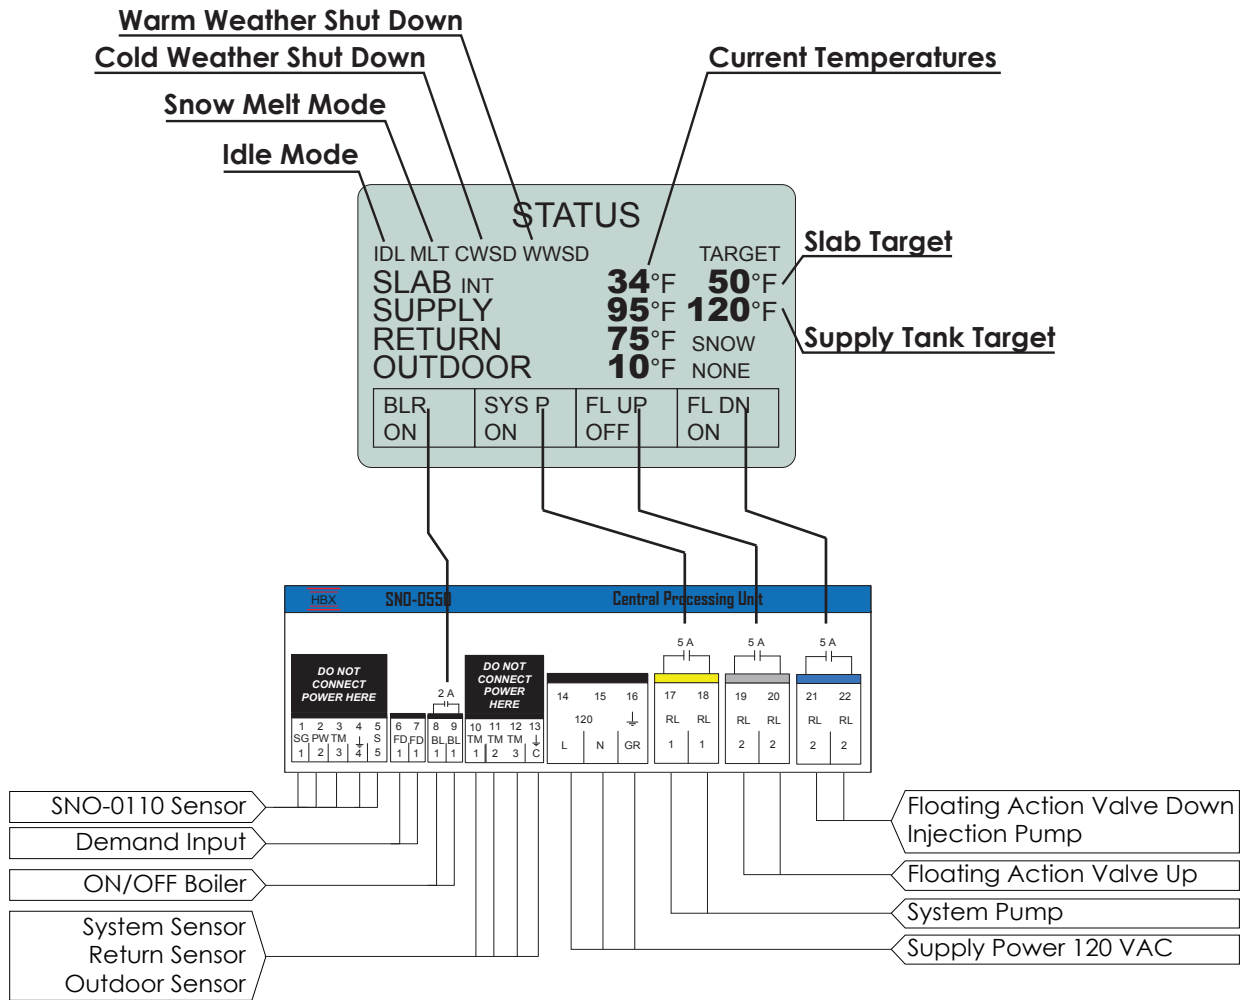 Warm Weather Shut Down
Cold Weather Shut Down
Current Temperatures
Snow Melt Mode
Idle Mode
STATUS
IDL MLT CWSD WWSD TARGET
Slab Target
SLAB INT 34°F 50°F
SUPPLY 95°F 120°F
RETURN 75°F SNOW
Supply Tank Target
OUTDOOR 10°F NONE
BLR SYS P FL UP FL DN
ON ON OFF ON
HBX SNO-0550 Central Processing Unit
5 A 5 A 5 A
DO NOT
CONNECT
POWER HERE
DO NOT
CONNECT
POWER
HERE
2 A
14 15 16 17 18 19 20 21 22
1 2 3 4 5 6 7 8 9 10 11 12 13
120 RL RL RL RL RL RL
SG PW TM S FD FD BL BL TM TM TM
1 2 3 4 5 1 1 1 1 1 2 3 C
L N GR 1 1 2 2 2 2
SNO-0110 Sensor
Demand Input
ON/OFF Boiler
System Sensor
Return Sensor
Outdoor Sensor
Floating Action Valve Down
Injection Pump
Floating Action Valve Up
System Pump
Supply Power 120 VAC